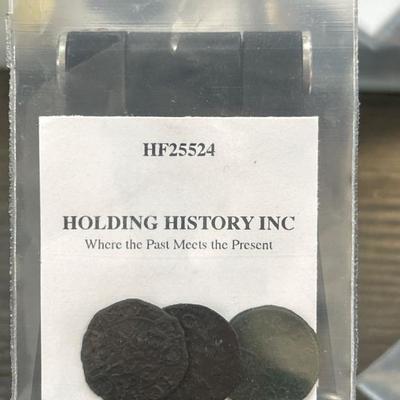 HF25524
HOLDING HISTORY INC
Where the Past Meets the Present